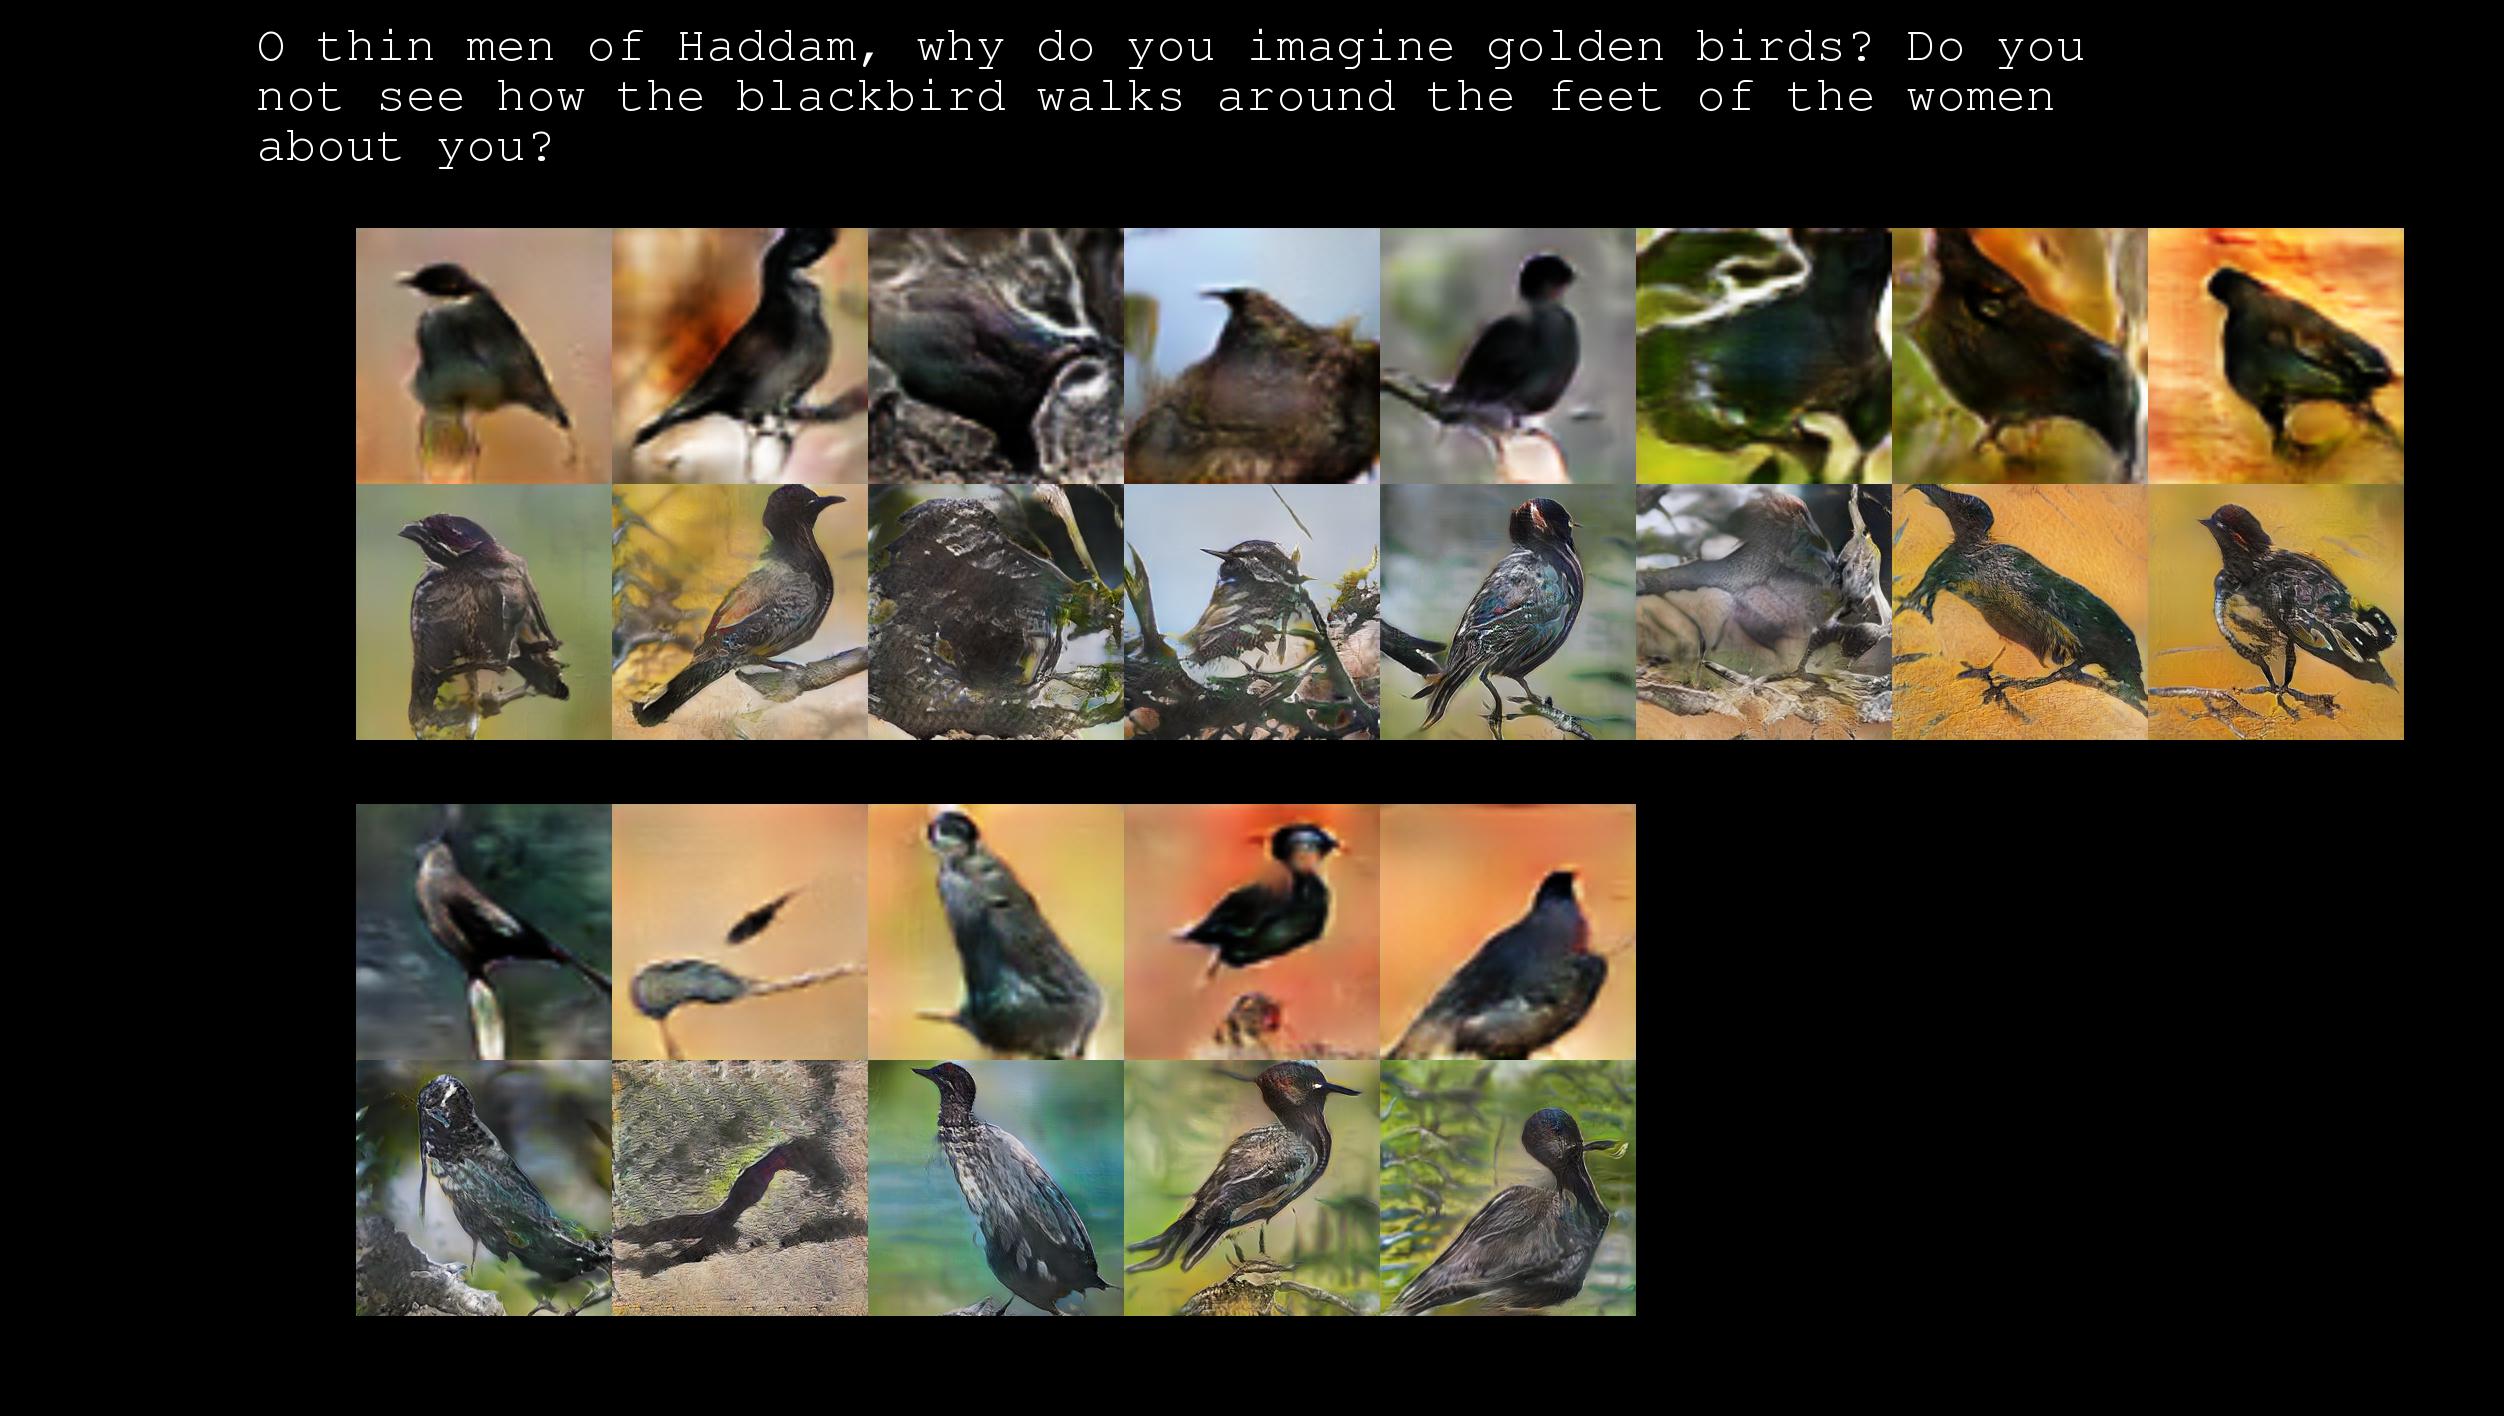 O thin men of Haddam, why do you imagine golden birds? Do you
not see how the blackbird walks around the feet of the women
about you?